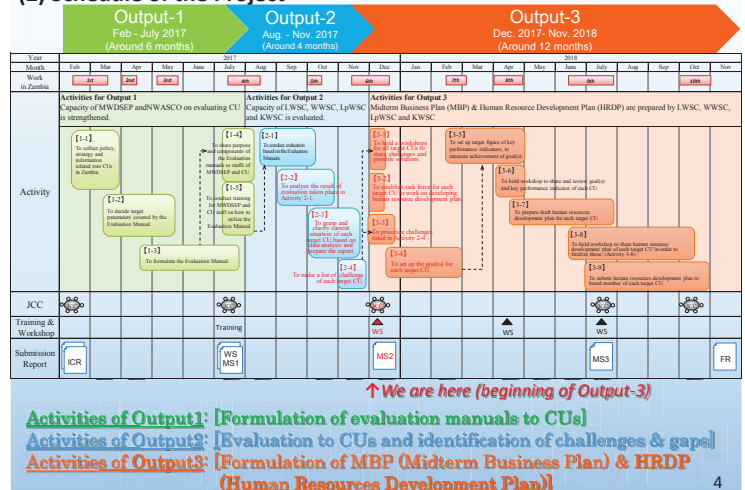 (2) Schedule of the Project
Output-1
Feb - July 2017
(Around 6 months)
Output-2
Aug. - Nov. 2017
(Around 4 months)
Output-3
Dec. 2017- Nov. 2018
(Around 12 months)
Year 2017 2018
Month Feb Mar Apr May June July Aug Sep Oct Nov Dec Jan Feb Mar Apr May June July Aug Sep Oct Nov
Work
in Zambia
1st 2nd 3rd 4th 5th 6th 7th 8th 9th 10th
Activity
Activities for Output 1
Capacity of MWDSEP andNWASCO on evaluating CU
is strengthened.
Activities for Output 2
Capacity of LWSC, WWSC, LpWSC
and KWSC is evaluated.
Activities for Output 3
Midterm Business Plan (MBP) & Human Resource Development Plan (HRDP) are prepared by LWSC, WWSC,
LpWSC and KWSC
[1-1]
To collect policy,
strategy and
information
related toin CUs
in Zambia.
[1-2]
To decide target
parameters covered by the
Evaluation Manual.
[1-3]
To formulate the Evaluation Manual.
[1-4]
To share purpose
and components of
the Evaluation
manuals to staffs of
MWDSEP and CU.
[1-5]
To conduct training
for MWDSEP and
CU staff on how to
utilize the
Evaluation Manual
[2-1]
To conduct evaluation
based on the Evaluation
Manuals.
[2-2]
To analyze the result of
evaluation taken place in
Activity 2-1.
[2-3]
To grasp and
clarify current
situation of each
target CU based on
data analysis and
prepare the report.
[2-4]
To make a list of challenge
of each target CU.
[3-1]
To hold a workshops
for all target CUs to
share challenges and
possible solutions.
[3-2]
To establish task force for each
target CU to work on developing
human resource development plan.
[3-3]
To prioritize challenges
listed in Activity 2-4.
[3-4]
To set up the goal(s) for
each target CU.
[3-5]
To set up target figure of key
performance indicators, to
measure achievement of goal(s).
[3-6]
To hold workshop to share and review goal(s)
and key performance indicator of each CU.
[3-7]
To prepare draft human resources
development plan for each target CU.
[3-8]
To hold workshop to share human resource
development plan of each target CU in order to
finalize those. (Activity 3-8).
[3-9]
To submit human resources development plan to
board member of each target CU.
JCC
Training &
Workshop
Training
WS
WS
WS
Submission
Report
ICR
WS
MS1
MS2
MS3
FR
↑We are here (beginning of Output-3)
Activities of Output1: [Formulation of evaluation manuals to CUs]
Activities of Output2: [Evaluation to CUs and identification of challenges & gaps]
Activities of Output3: [Formulation of MBP (Midterm Business Plan) & HRDP
(Human Resources Development Plan)]
4